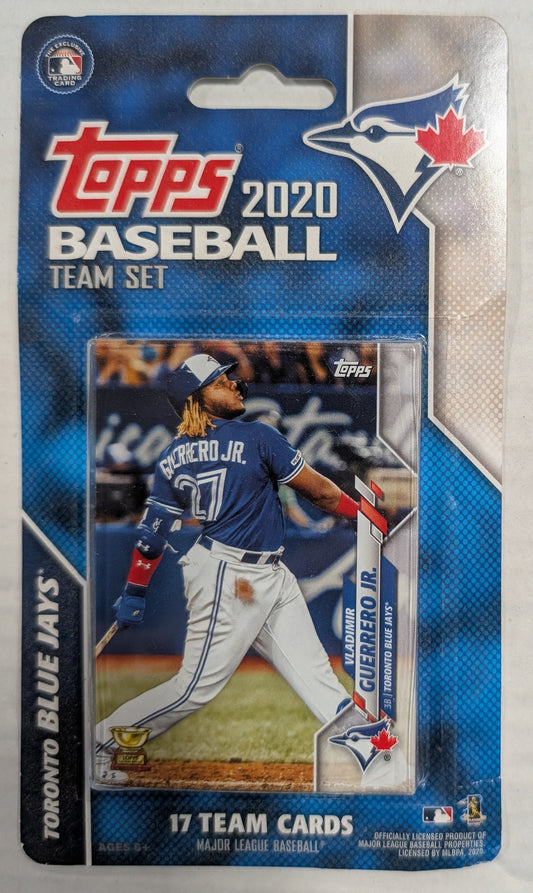 THE EXCLUSIVE
TRADING CARD
TOPPS® 2020
BASEBALL
TEAM SET
TOPPS
GUERRERO JR.
27
VLADIMIR
GUERRERO JR.
3B | TORONTO BLUE JAYS®
TORONTO BLUE JAYS®
17 TEAM CARDS
AGES 6+
MAJOR LEAGUE BASEBALL®
OFFICIALLY LICENSED PRODUCT OF
MAJOR LEAGUE BASEBALL PROPERTIES.
LICENSED BY MLBPA, 2020.